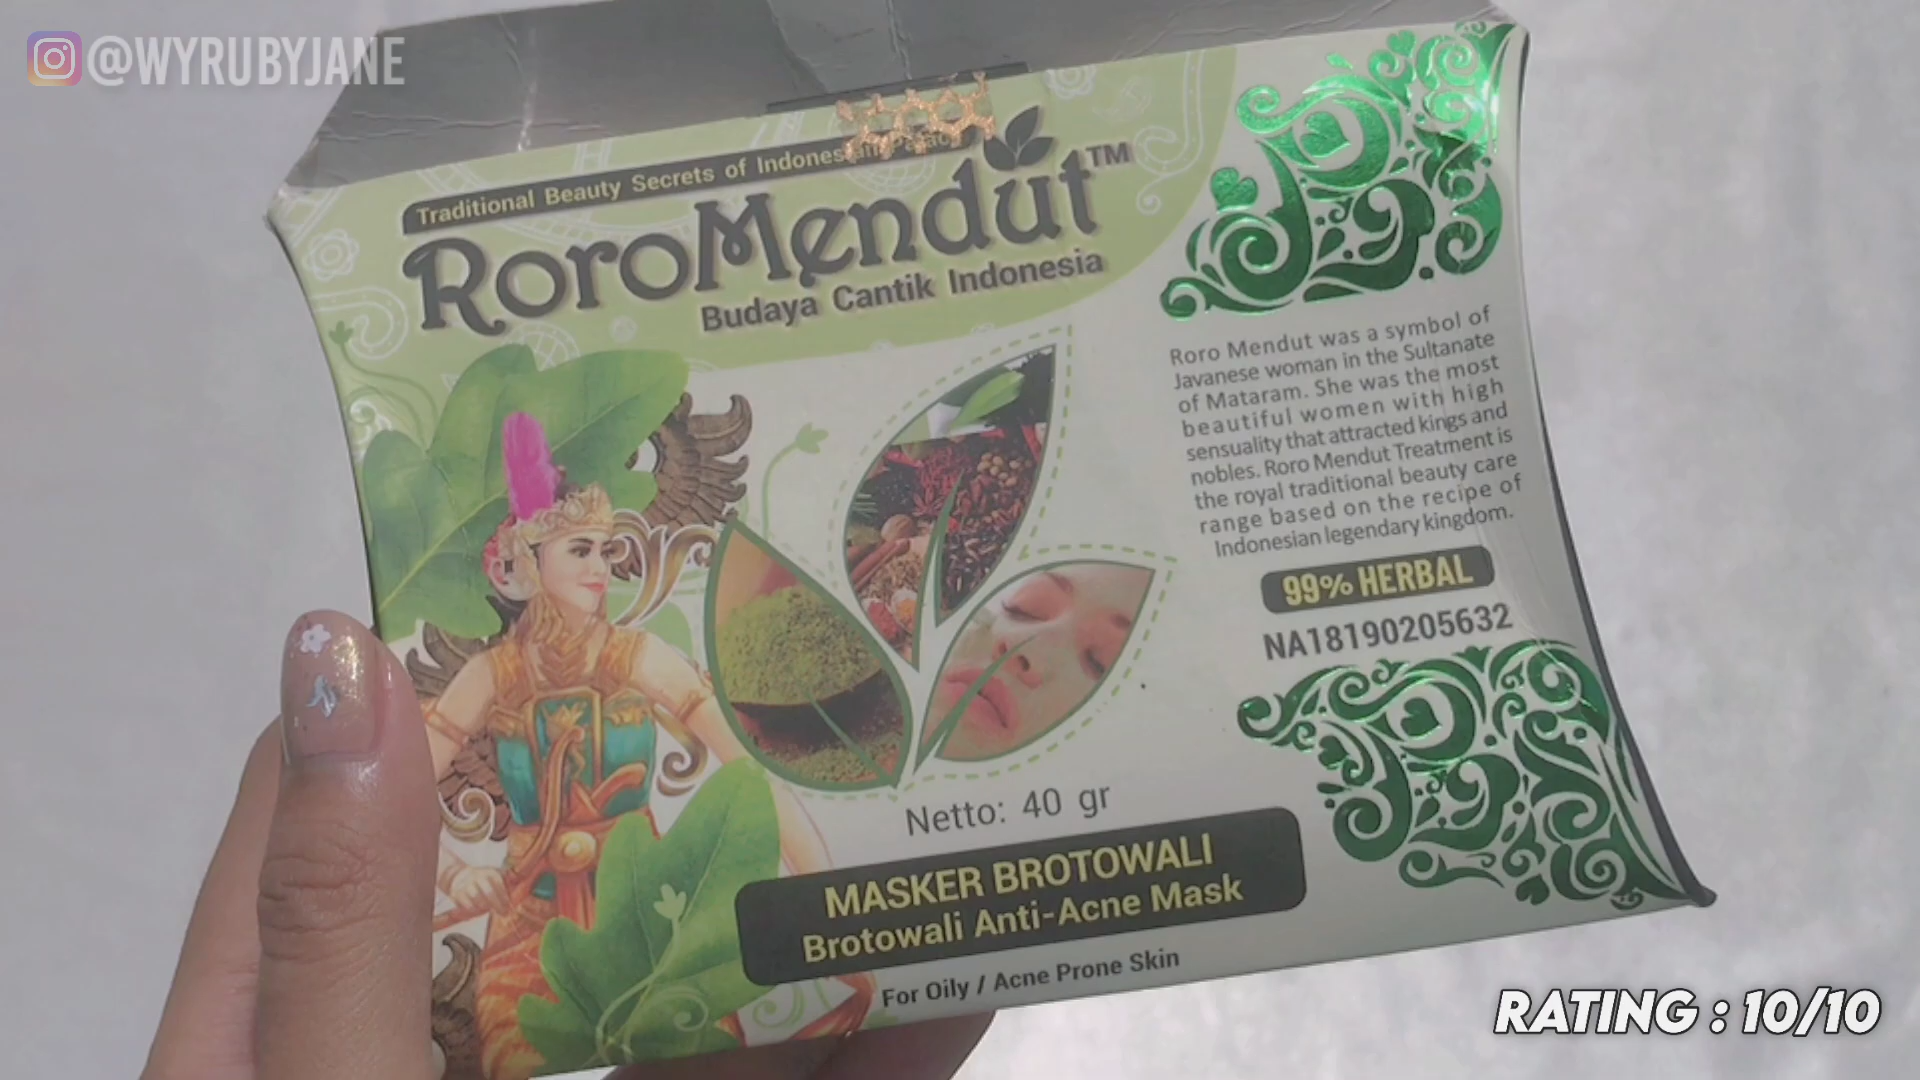 @WYRUBYJANE
Traditional Beauty Secrets of Indonesian
RoroMendut™
Budaya Cantik Indonesia
Roro Mendut was a symbol of
Javanese woman in the Sultanate
of Mataram. She was the most
beautiful women with high
sensuality that attracted kings and
nobles. Roro Mendut Treatment is
the royal traditional beauty care
range based on the recipe of
Indonesian legendary kingdom.
99% HERBAL
NA18190205632
Netto: 40 gr
MASKER BROTOWALI
Brotowali Anti-Acne Mask
For Oily / Acne Prone Skin
RATING : 10/10